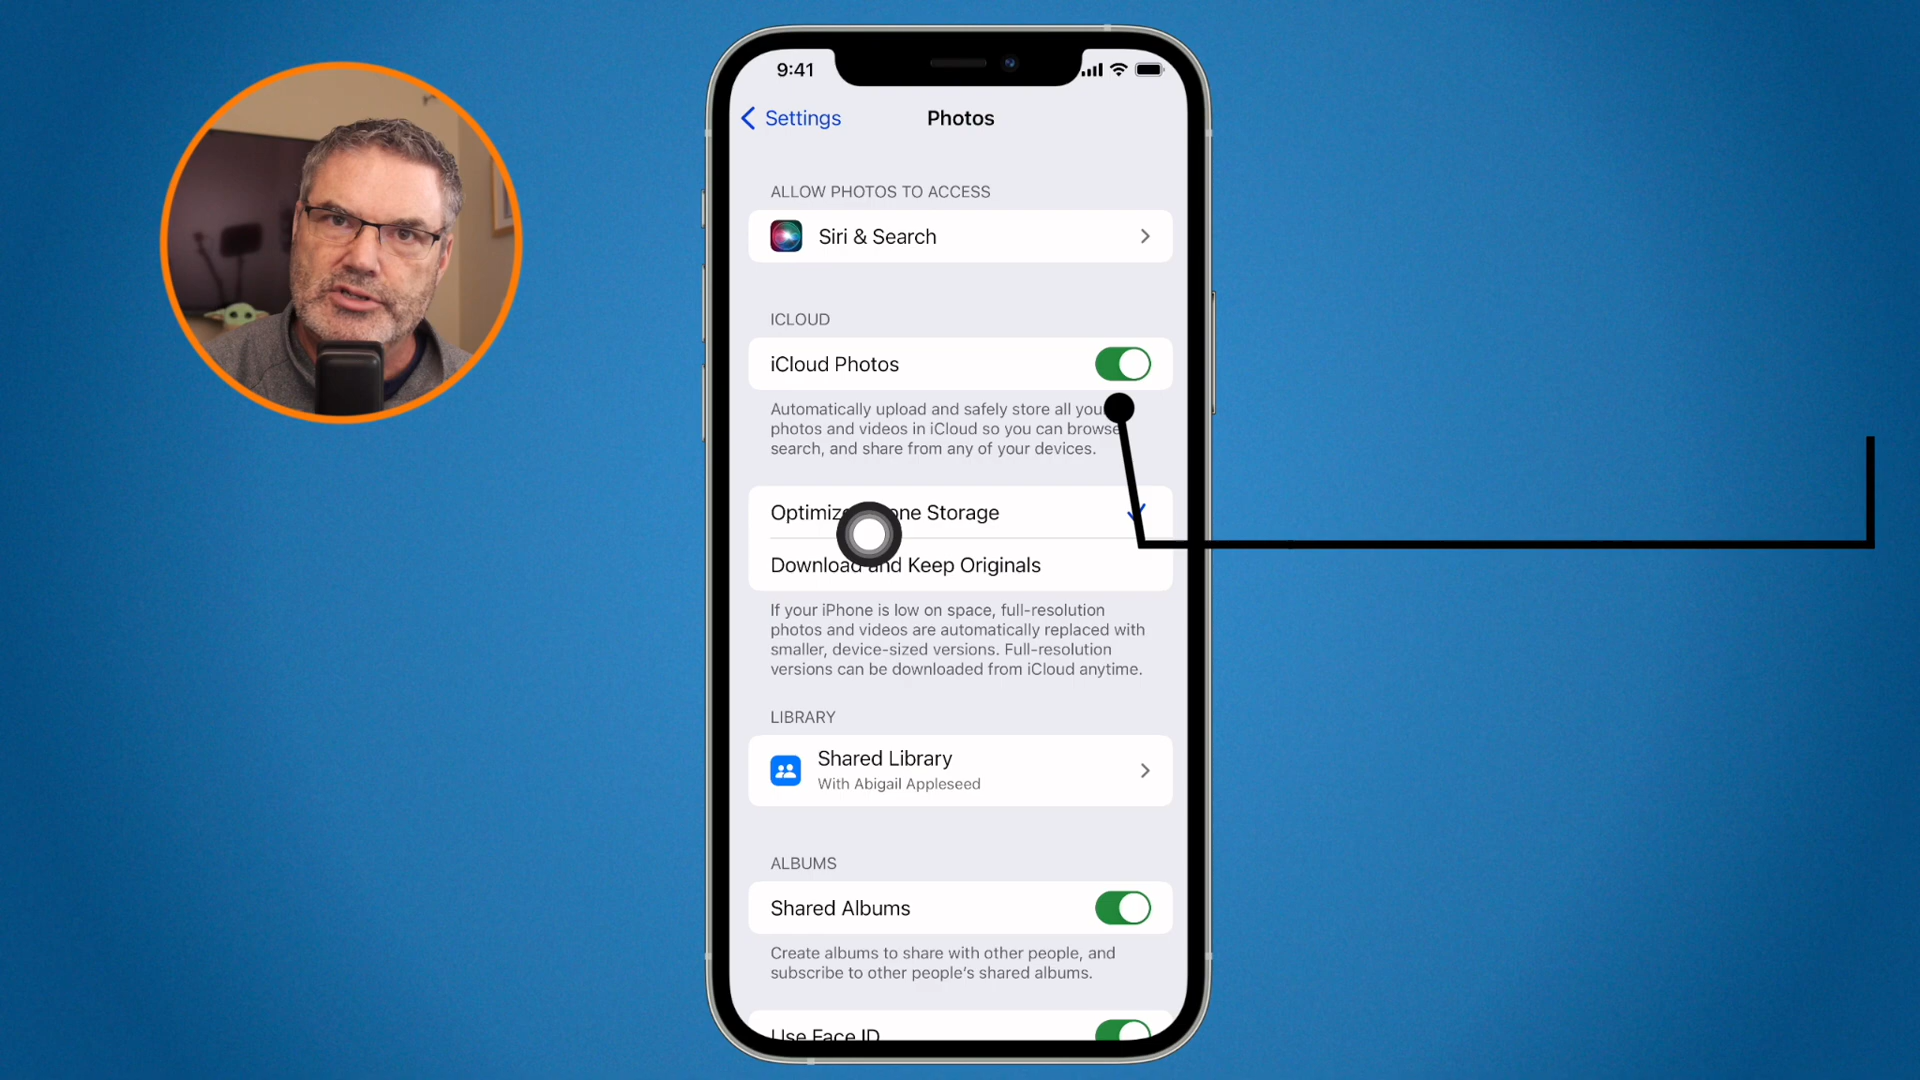 9:41
Settings
Photos
ALLOW PHOTOS TO ACCESS
Siri & Search
ICLOUD
iCloud Photos
Automatically upload and safely store all you
photos and videos in iCloud so you can browse
search, and share from any of your devices.
Optimiz ne Storage
Download and Keep Originals
If your iPhone is low on space, full-resolution
photos and videos are automatically replaced with
smaller, device-sized versions. Full-resolution
versions can be downloaded from iCloud anytime.
LIBRARY
Shared Library
With Abigail Appleseed
ALBUMS
Shared Albums
Create albums to share with other people, and
subscribe to other people's shared albums.
Use Face ID